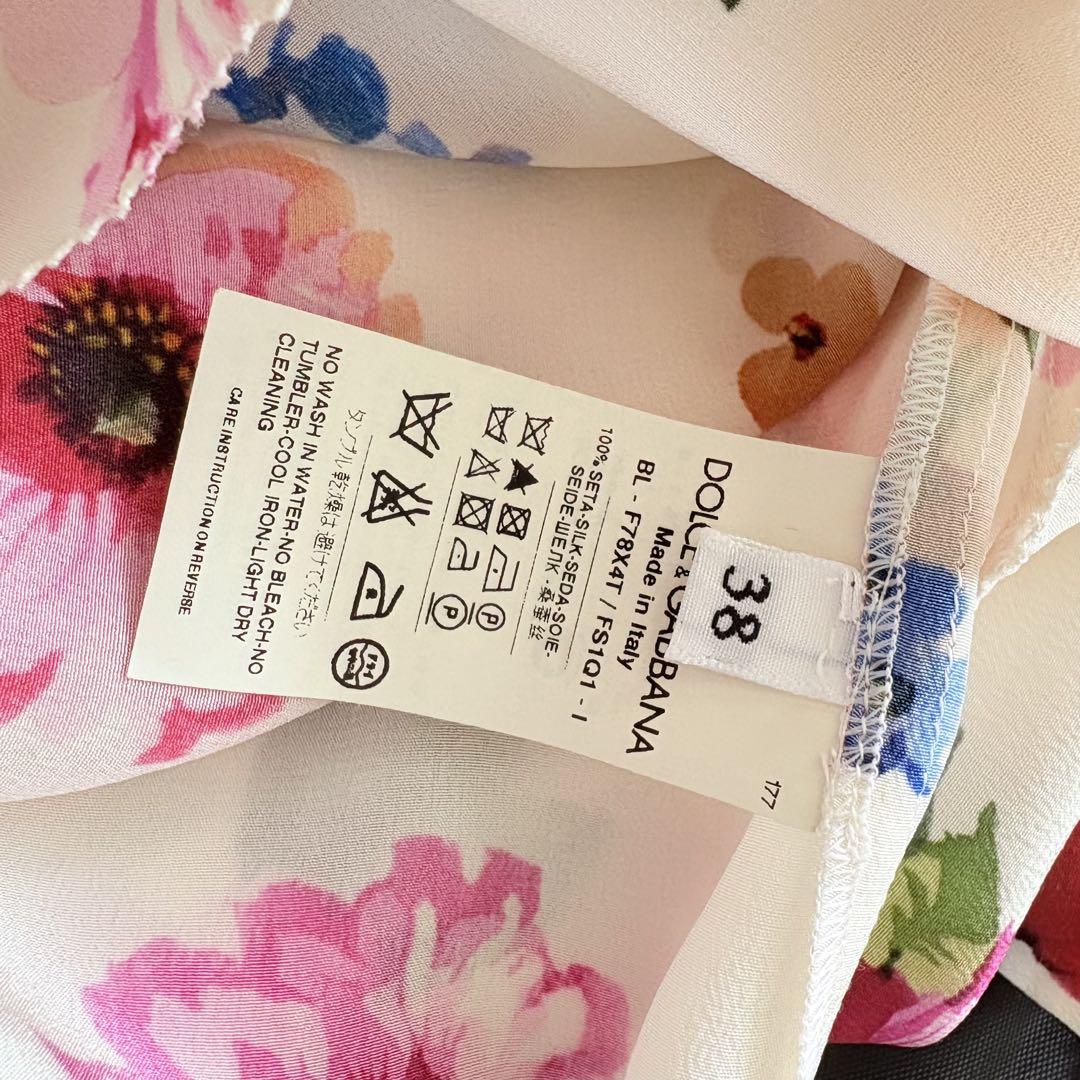 DOLCE & GABBANA
38
Made in Italy
BL - F78X4T / FS1Q1 - I
100% SETA-SILK-SEDA-SOIE-
SEIDE-ШЕЛК-桑蚕丝
P
P
タンブル乾燥は避けてください
NO WASH IN WATER-NO BLEACH-NO
TUMBLER-COOL IRON-LIGHT DRY
CLEANING
CARE INSTRUCTION REVERSE
177